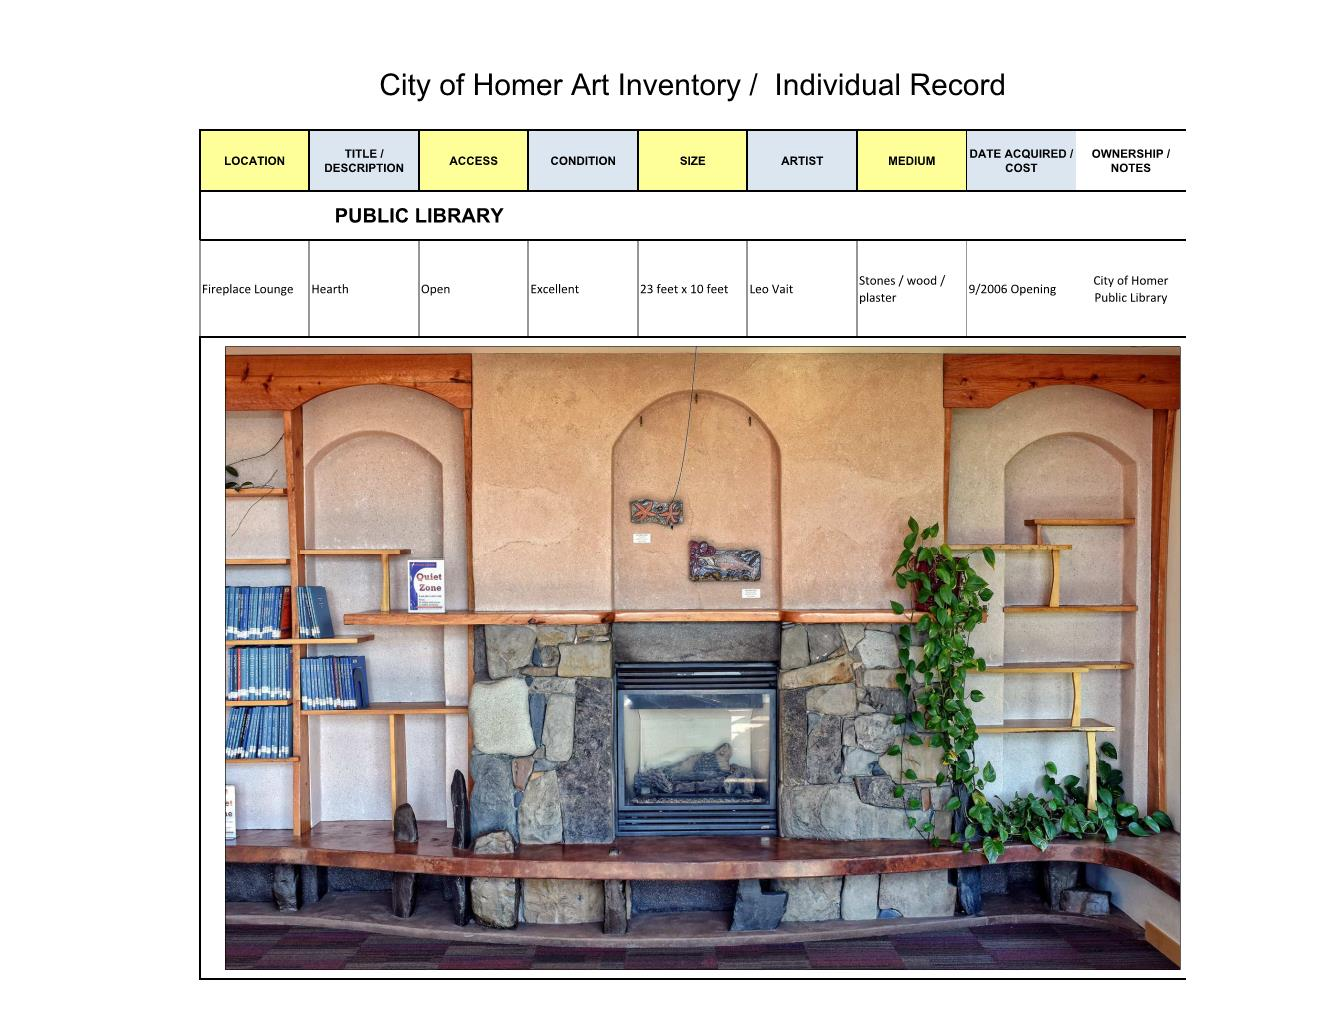 City of Homer Art Inventory /  Individual Record
LOCATION
TITLE /
DESCRIPTION
ACCESS
CONDITION
SIZE
ARTIST
MEDIUM
DATE ACQUIRED /
COST
OWNERSHIP /
NOTES
PUBLIC LIBRARY
Fireplace Lounge
Hearth
Open
Excellent
23 feet x 10 feet
Leo Vait
Stones / wood /
plaster
9/2006 Opening
City of Homer
Public Library
Quiet
Zone